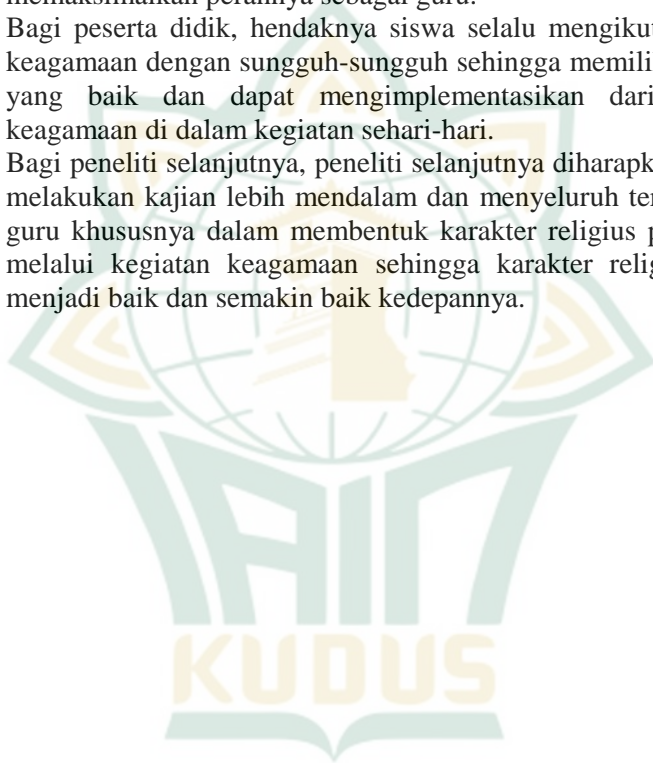 memaksimalkan perannya sebagai guru.
Bagi peserta didik, hendaknya siswa selalu mengikut
keagamaan dengan sungguh-sungguh sehingga memili
yang baik dan dapat mengimplementasikan dari
keagamaan di dalam kegiatan sehari-hari.
Bagi peneliti selanjutnya, peneliti selanjutnya diharapk
melakukan kajian lebih mendalam dan menyeluruh ter
guru khususnya dalam membentuk karakter religius p
melalui kegiatan keagamaan sehingga karakter relig
menjadi baik dan semakin baik kedepannya.
IAIN
KUDUS